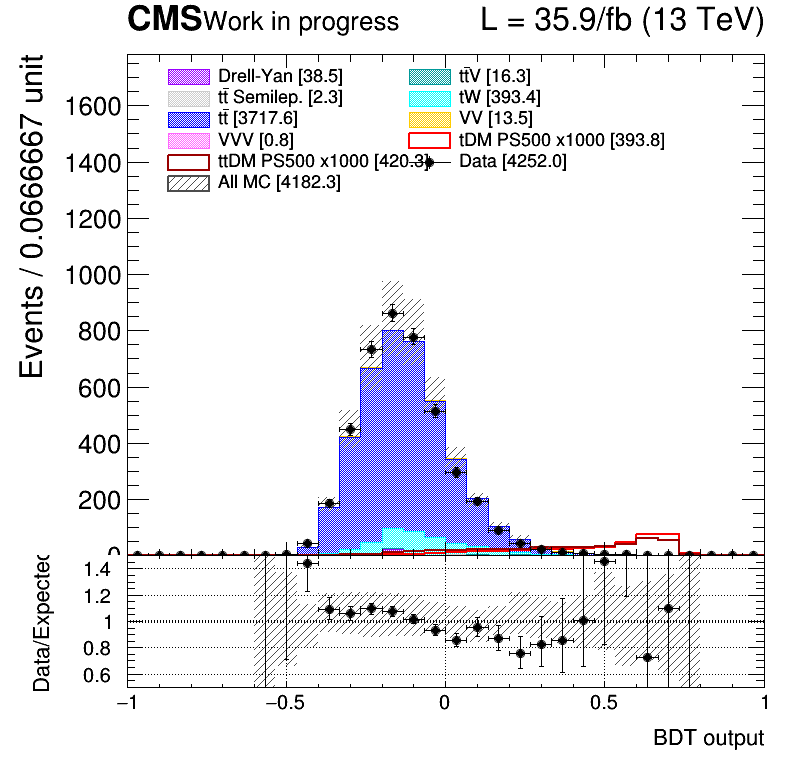 CMS Work in progress L = 35.9/fb (13 TeV)
Events / 0.0666667 unit
Drell-Yan [38.5] tt̄V [16.3]
tt̄ Semilep. [2.3] tW [393.4]
tt̄ [3717.6] VV [13.5]
VVV [0.8] tDM PS500 x1000 [393.8]
ttDM PS500 x1000 [420.3] Data [4252.0]
All MC [4182.3]
1600
1400
1200
1000
800
600
400
200
0
Data/Expected
1.4
1.2
1
0.8
0.6
−1 −0.5 0 0.5 1
BDT output